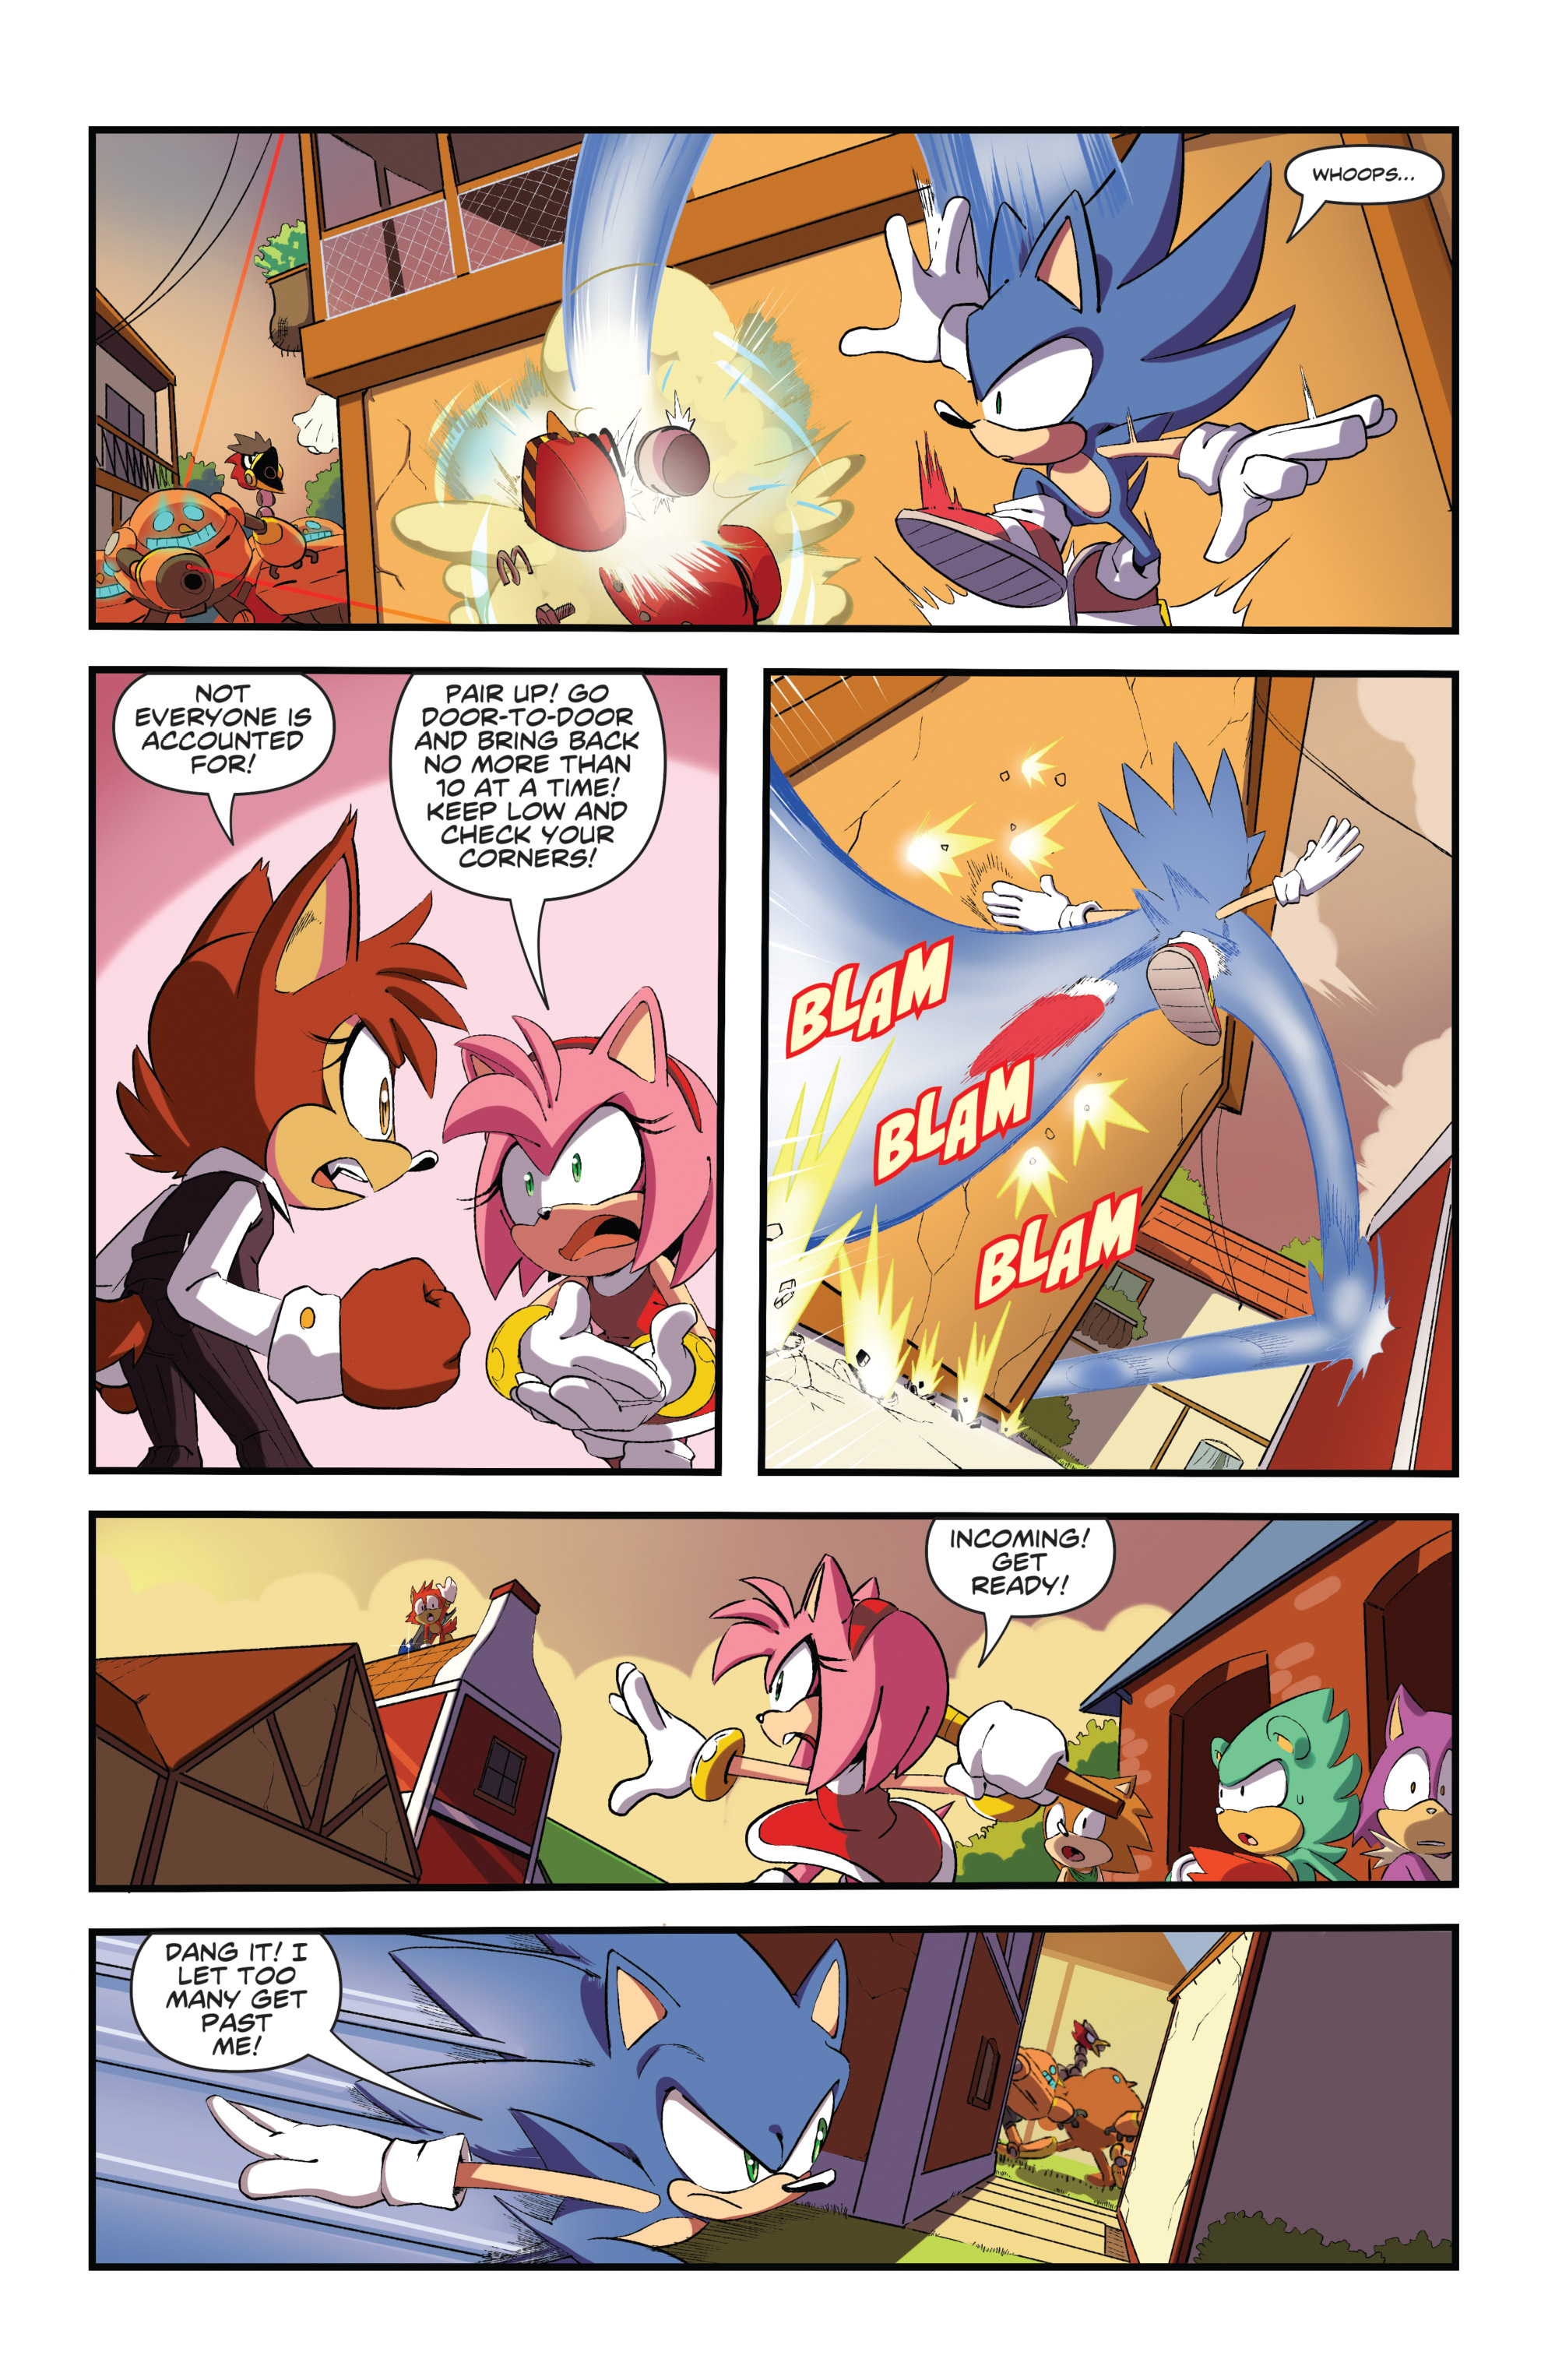 WHOOPS...
NOT
EVERYONE IS
ACCOUNTED
FOR!
PAIR UP! GO
DOOR-TO-DOOR
AND BRING BACK
NO MORE THAN
10 AT A TIME!
KEEP LOW AND
CHECK YOUR
CORNERS!
BLAM
BLAM
BLAM
INCOMING!
GET
READY!
DANG IT! I
LET TOO
MANY GET
PAST
ME!